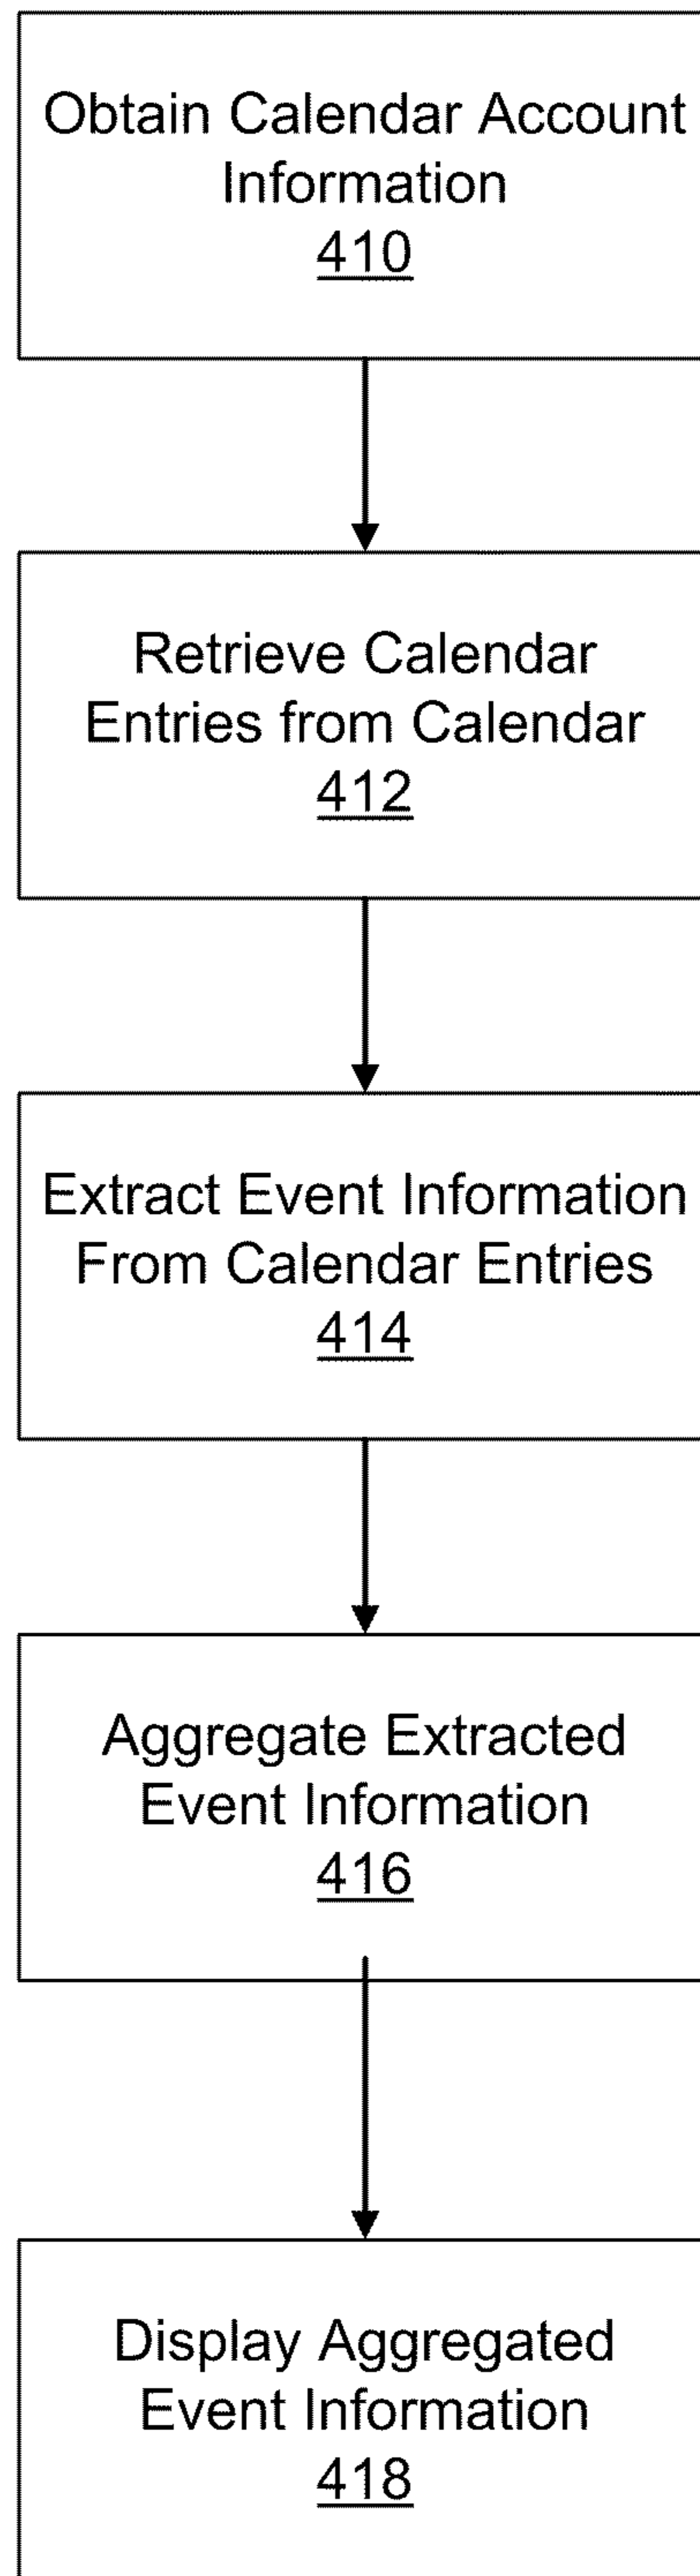 Obtain Calendar Account
Information
410
Retrieve Calendar
Entries from Calendar
412
Extract Event Information
From Calendar Entries
414
Aggregate Extracted
Event Information
416
Display Aggregated
Event Information
418